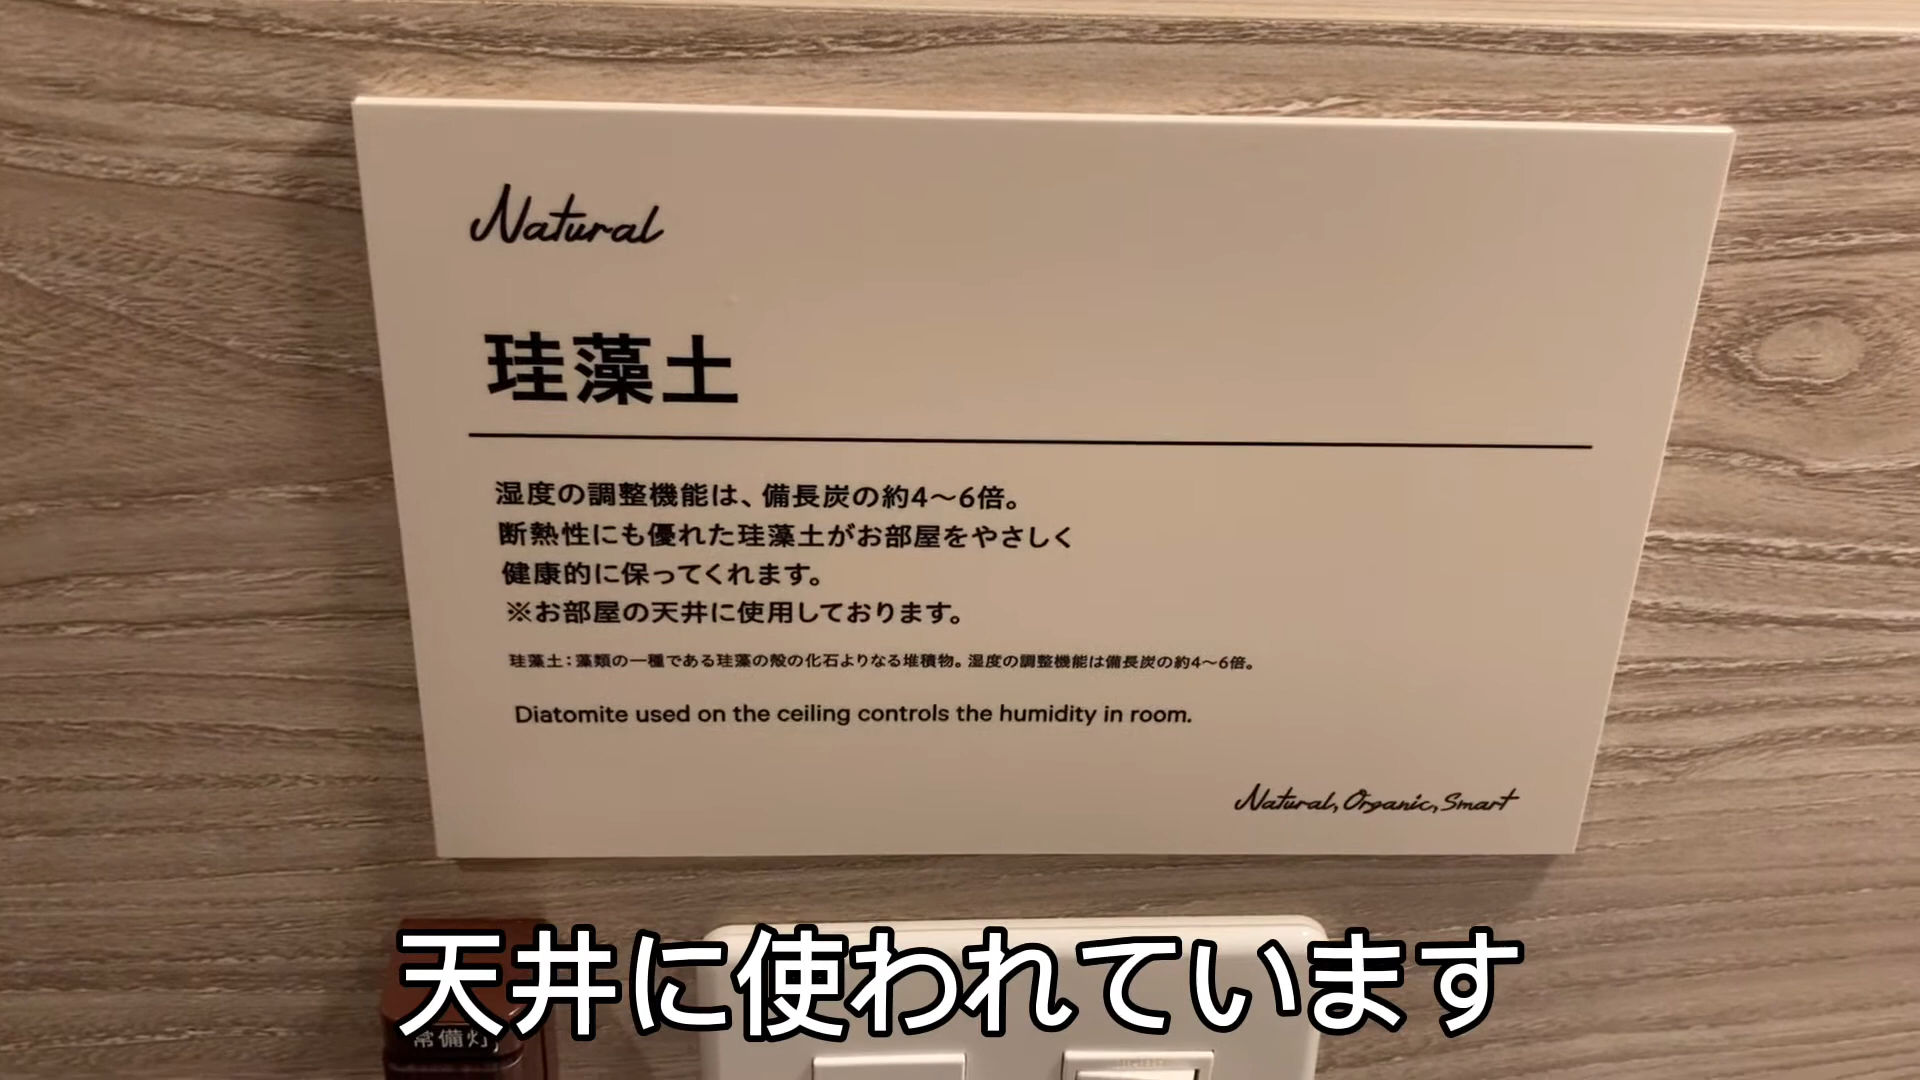 Natural
珪藻土
湿度の調整機能は、備長炭の約4〜6倍。
断熱性にも優れた珪藻土がお部屋をやさしく
健康的に保ってくれます。
※お部屋の天井に使用しております。
珪藻土：藻類の一種である珪藻の殻の化石よりなる堆積物。湿度の調整機能は備長炭の約4〜6倍。
Diatomite used on the ceiling controls the humidity in room.
Natural, Organic, Smart
天井に使われています
常備灯